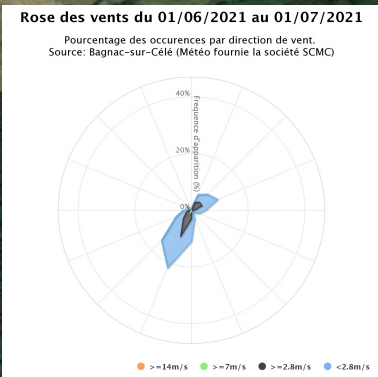 Rose des vents du 01/06/2021 au 01/07/2021
Pourcentage des occurences par direction de vent.
Source: Bagnac-sur-Célé (Météo fournie la société SCMC)
40%
20%
0%
Frequence d'apparition (%)
>=14m/s >=7m/s >=2.8m/s <2.8m/s